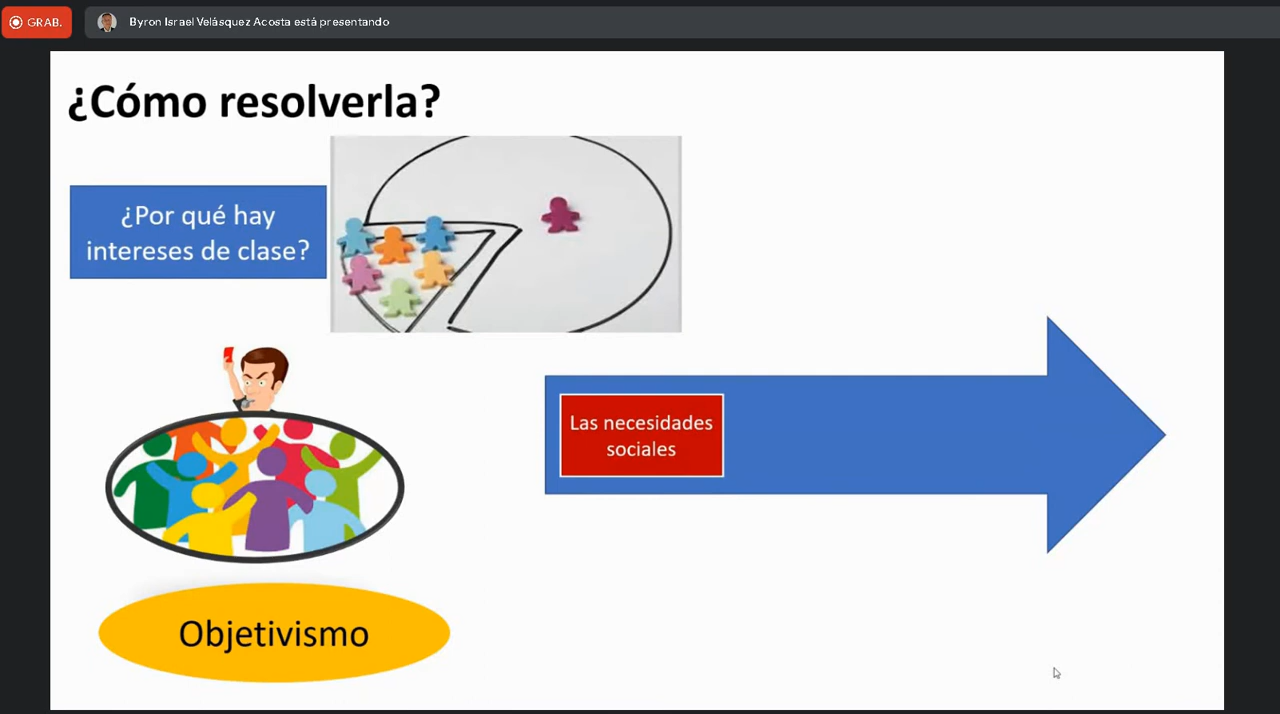 GRAB.
Byron Israel Velásquez Acosta está presentando
¿Cómo resolverla?
¿Por qué hay
intereses de clase?
Las necesidades
sociales
Objetivismo